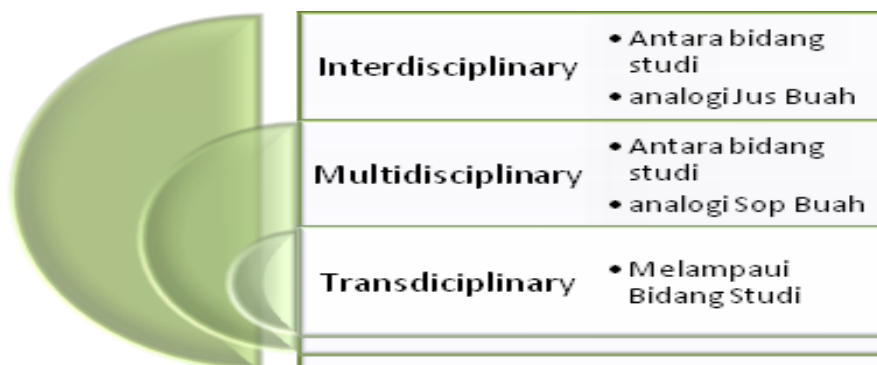 Interdisciplinary
• Antara bidang
studi
• analogi Jus Buah
Multidisciplinary
• Antara bidang
studi
• analogi Sop Buah
Transdiciplinary
• Melampaui
Bidang Studi